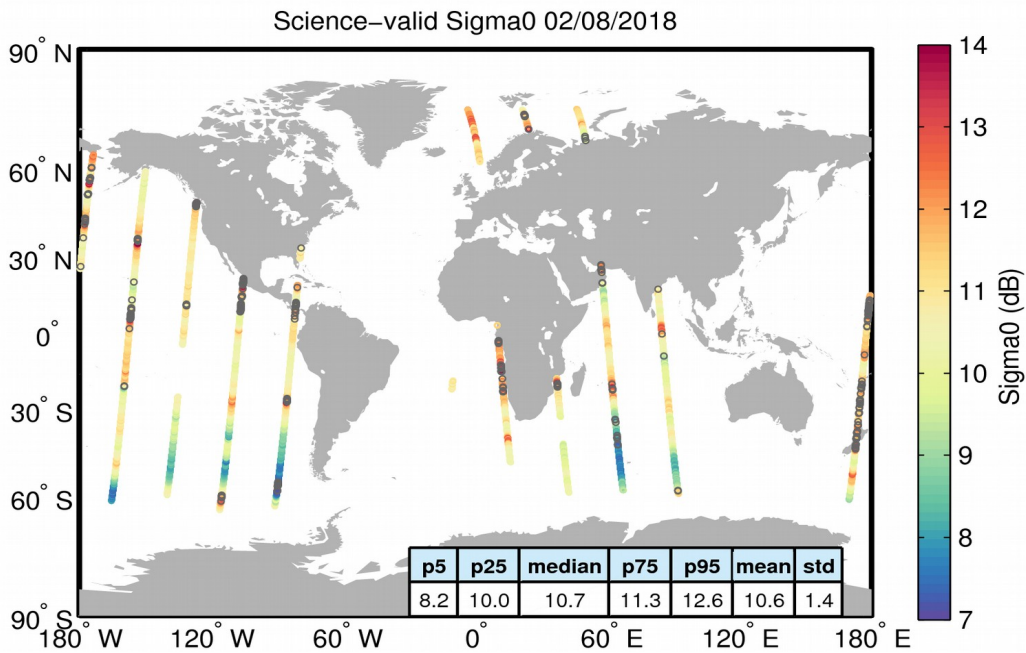 Science−valid Sigma0 02/08/2018
90° N
60° N
30° N
0°
30° S
60° S
90° S
180° W
120° W
60° W
0°
60° E
120° E
180° E
14
13
12
11
10
9
8
7
Sigma0 (dB)
p5 p25 median p75 p95 mean std
8.2 10.0 10.7 11.3 12.6 10.6 1.4